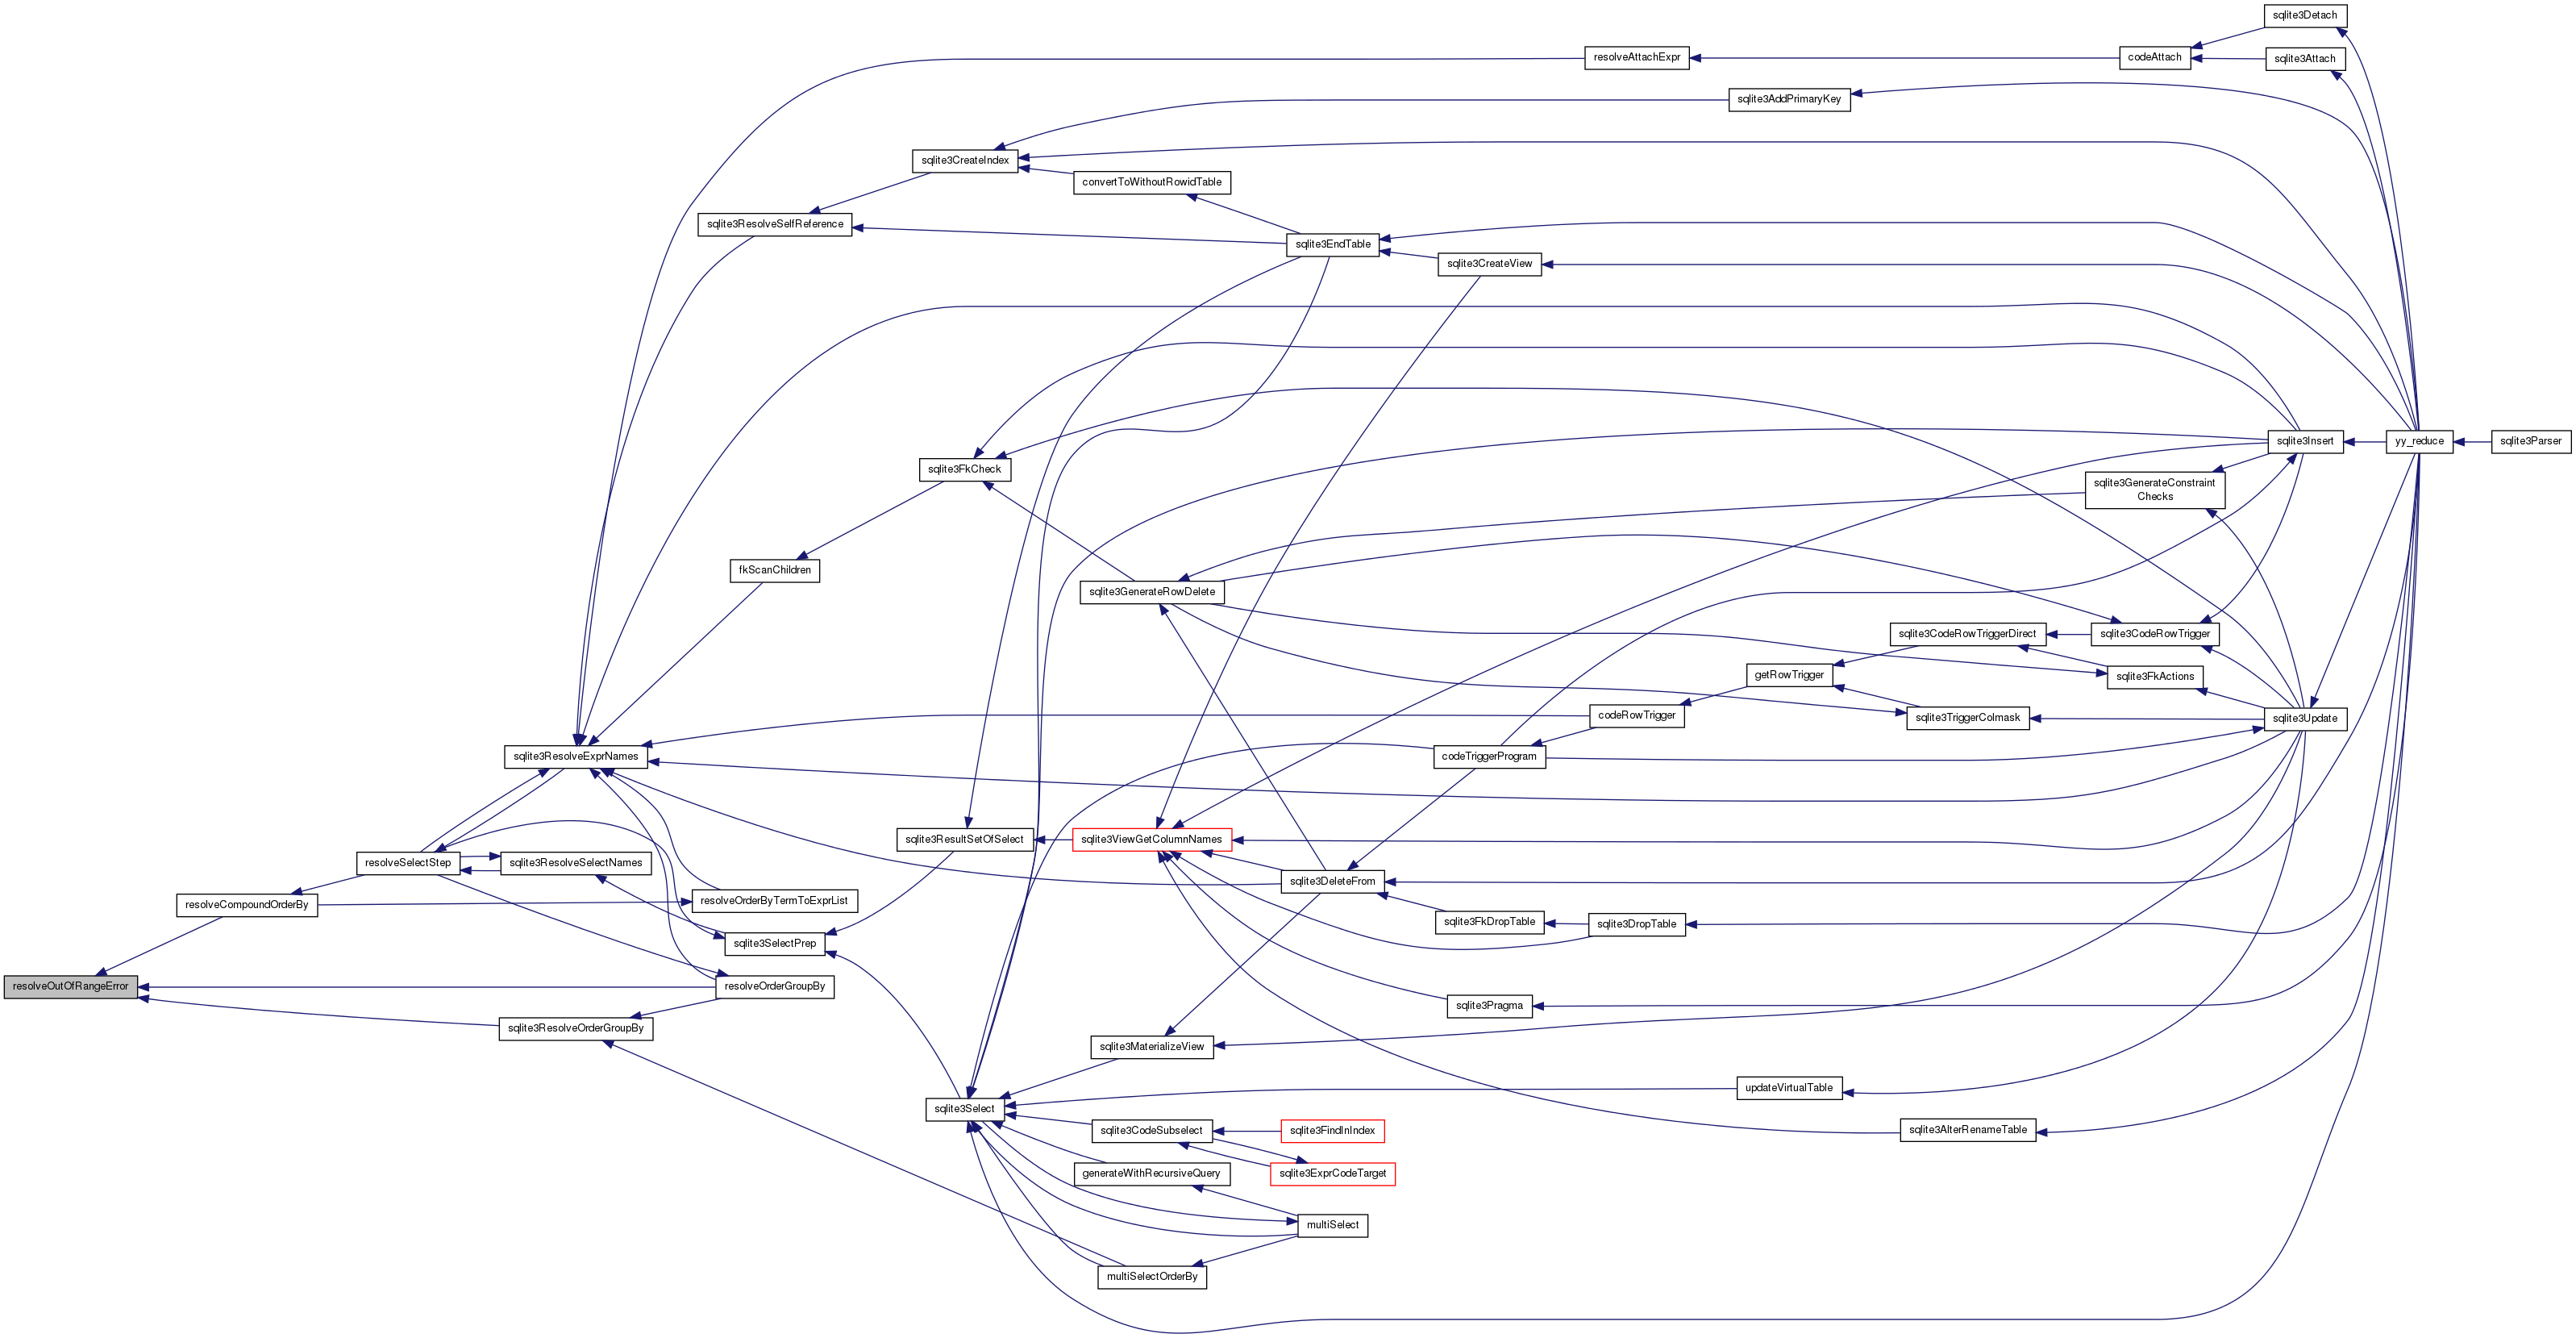 sqlite3Detach
resolveAttachExpr
codeAttach
sqlite3Attach
sqlite3AddPrimaryKey
sqlite3CreateIndex
convertToWithoutRowidTable
sqlite3ResolveSelfReference
sqlite3EndTable
sqlite3CreateView
sqlite3Insert
yy_reduce
sqlite3Parser
sqlite3FkCheck
sqlite3GenerateConstraint
Checks
fkScanChildren
sqlite3GenerateRowDelete
sqlite3CodeRowTriggerDirect
sqlite3CodeRowTrigger
getRowTrigger
sqlite3FkActions
codeRowTrigger
sqlite3TriggerColmask
sqlite3Update
sqlite3ResolveExprNames
codeTriggerProgram
sqlite3ResultSetOfSelect
sqlite3ViewGetColumnNames
resolveSelectStep
sqlite3ResolveSelectNames
sqlite3DeleteFrom
resolveCompoundOrderBy
resolveOrderByTermToExprList
sqlite3FkDropTable
sqlite3DropTable
sqlite3SelectPrep
resolveOutOfRangeError
resolveOrderGroupBy
sqlite3Pragma
sqlite3ResolveOrderGroupBy
sqlite3MaterializeView
updateVirtualTable
sqlite3Select
sqlite3CodeSubselect
sqlite3FindInIndex
sqlite3AlterRenameTable
generateWithRecursiveQuery
sqlite3ExprCodeTarget
multiSelect
multiSelectOrderBy